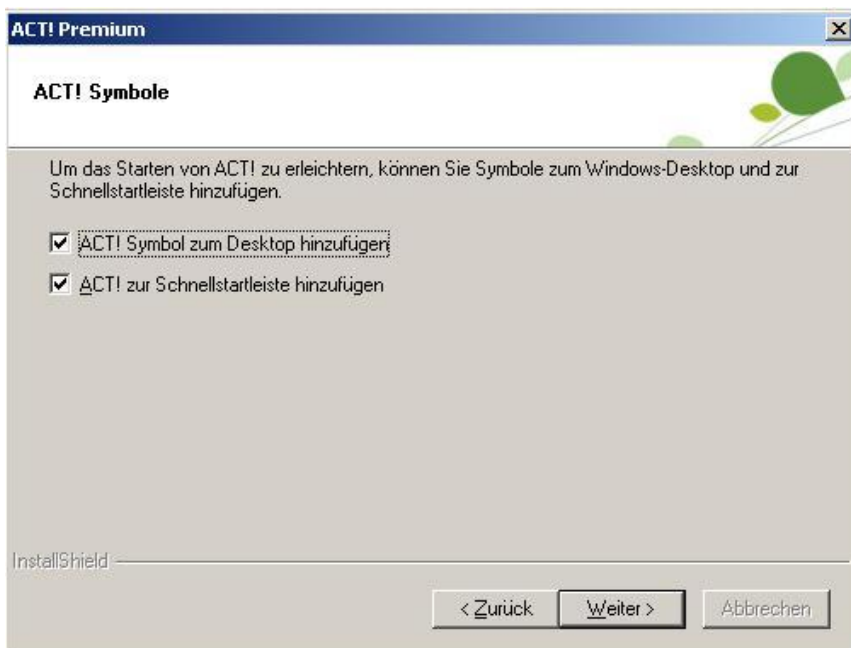 ACT! Premium
ACT! Symbole
Um das Starten von ACT! zu erleichtern, können Sie Symbole zum Windows-Desktop und zur
Schnellstartleiste hinzufügen.
ACT! Symbol zum Desktop hinzufügen
ACT! zur Schnellstartleiste hinzufügen
InstallShield
< Zurück
Weiter >
Abbrechen